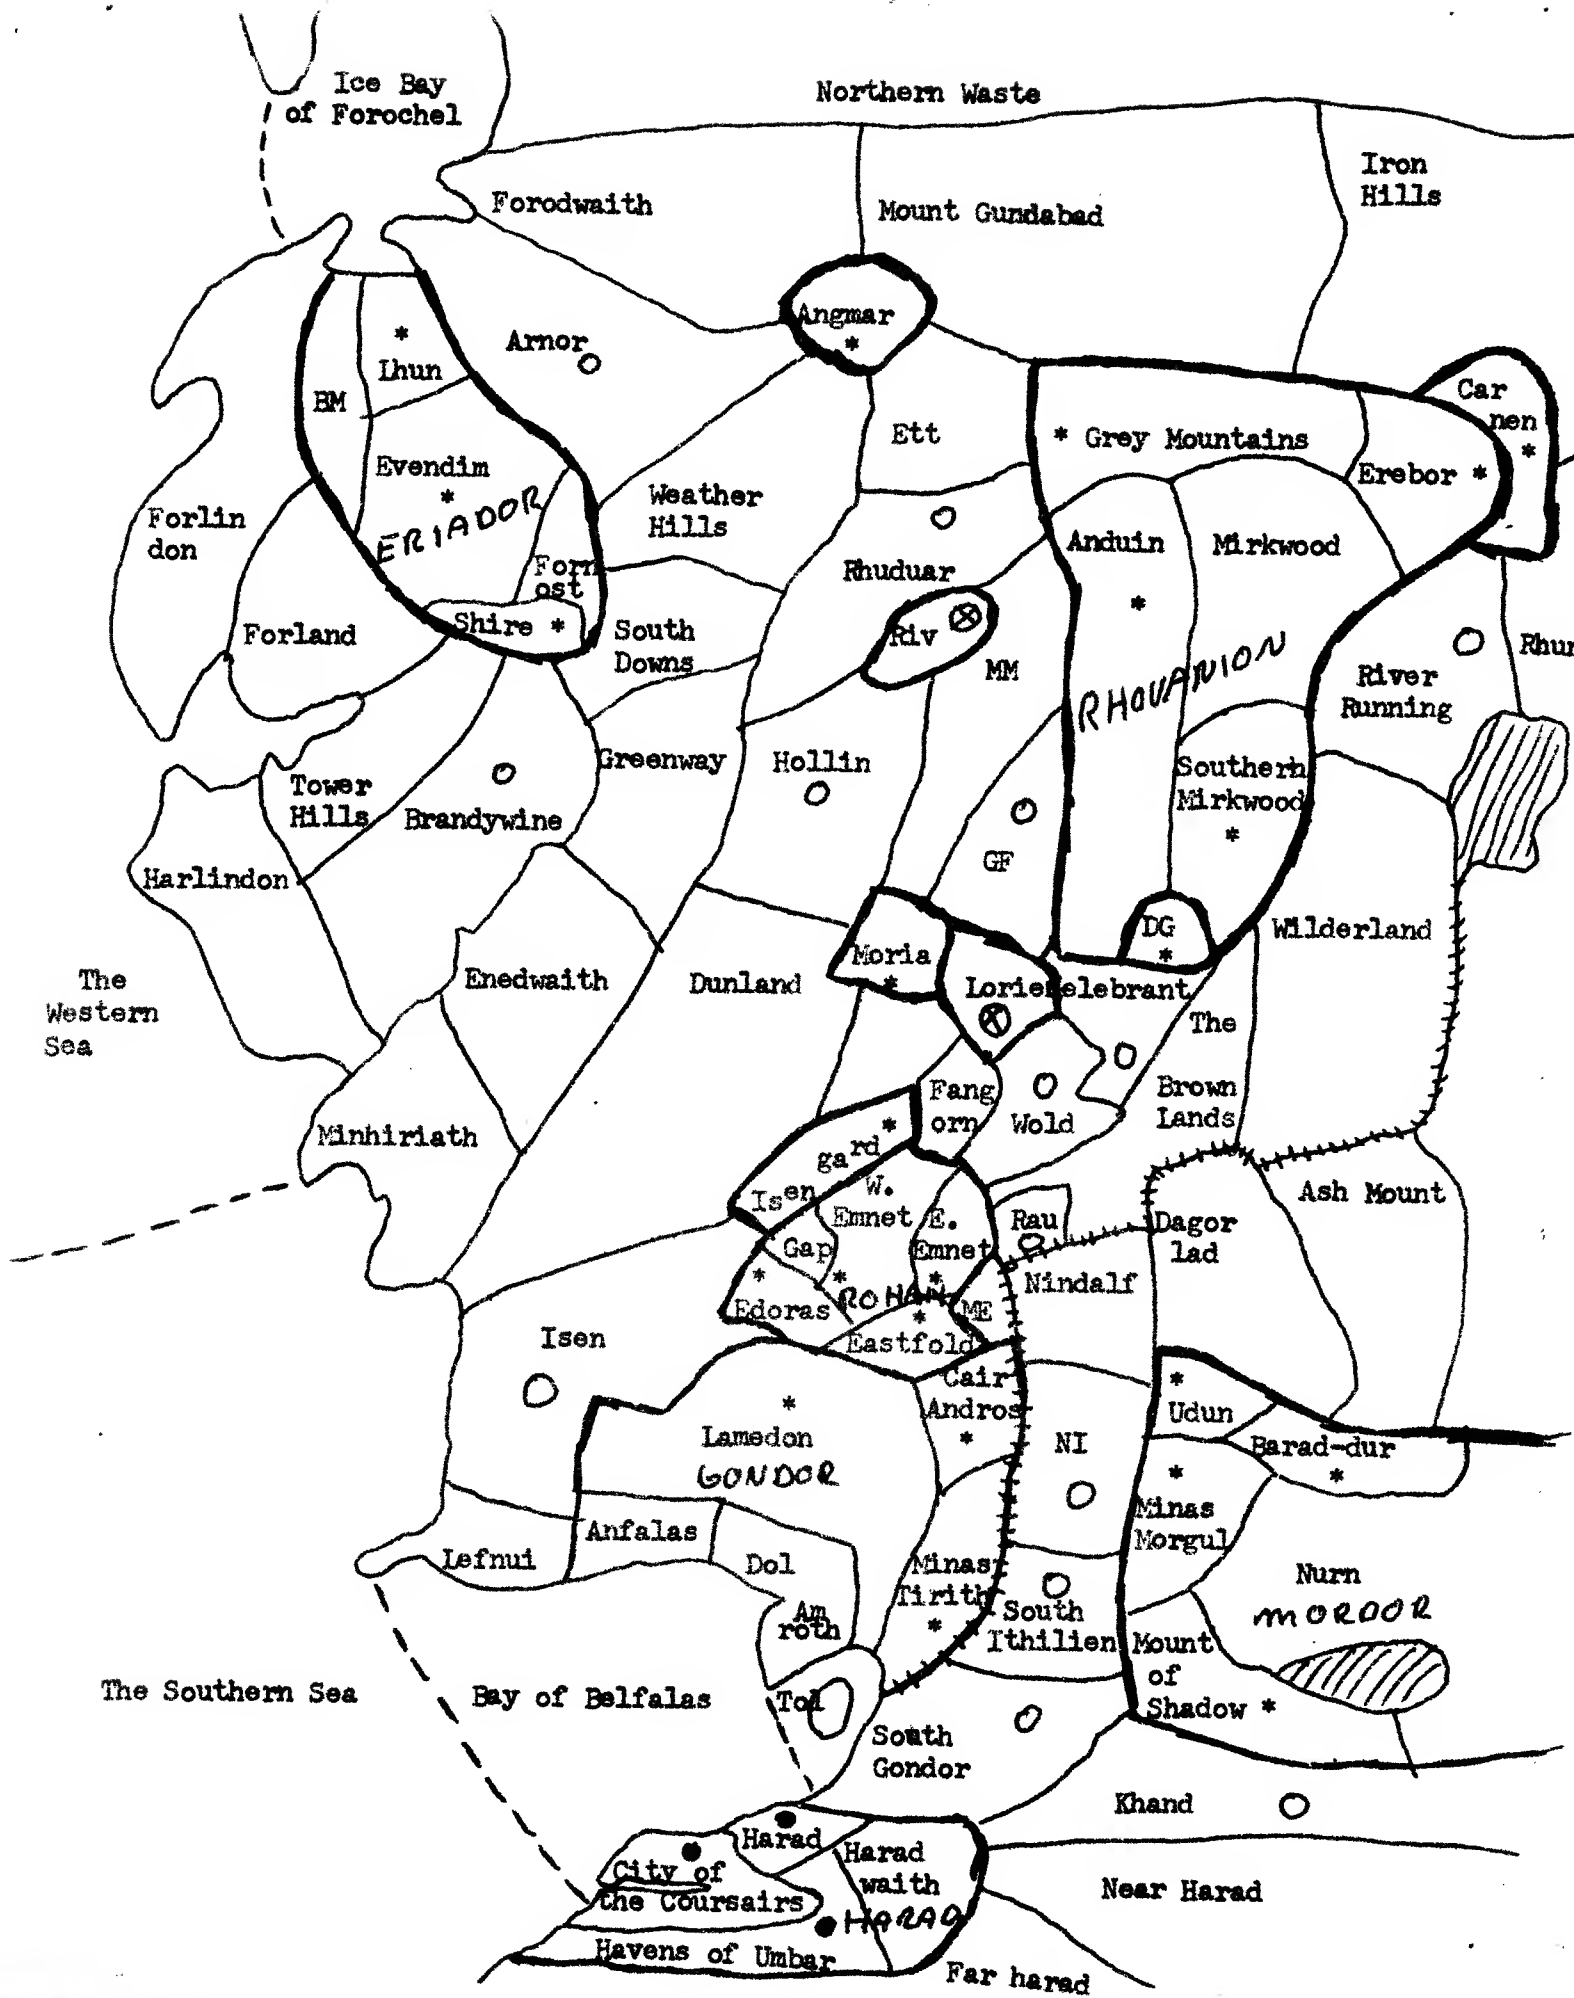 Ice Bay
of Forochel
Northern Waste
Iron
Hills
Forodwaith
Mount Gundabad
Angmar
*
Arnor
*
Lhun
BM
Car
nen
*
Ett
* Grey Mountains
Erebor *
Evendim
*
ERIADOR
Weather
Hills
Forlin
don
Anduin
*
Mirkwood
Forn
ost
Rhuduar
Shire *
Forland
South
Downs
Riv
MM
RHOVANION
River
Running
Rhun
Greenway
Hollin
Tower
Hills
Brandywine
Southern
Mirkwood
*
GF
Harlindon
DG
*
Wilderland
Moria
*
The
Western
Sea
Enedwaith
Dunland
Lorie
Celebrant
The
Brown
Lands
Fang
orn
Wold
Minhiriath
Isen
gard
*
W.
Emnet
*
E.
Emnet
*
Rau
Dagor
lad
Ash Mount
Gap
Nindalf
Edoras
*
ROHAN
ME
Eastfold
*
Isen
Cair
Andros
*
*
Udun
Lamedon
*
GONDOR
NI
Barad-dur
*
*
Minas
Morgul
Anfalas
Lefnui
Dol
Am
roth
Minas
Tirith
*
South
Ithilien
Nurn
MORDOR
Mount
of
Shadow *
The Southern Sea
Bay of Belfalas
Tol
South
Gondor
Khand
Harad
Harad
waith
HARAD
City of
the Coursairs
Near Harad
Havens of Umbar
Far harad